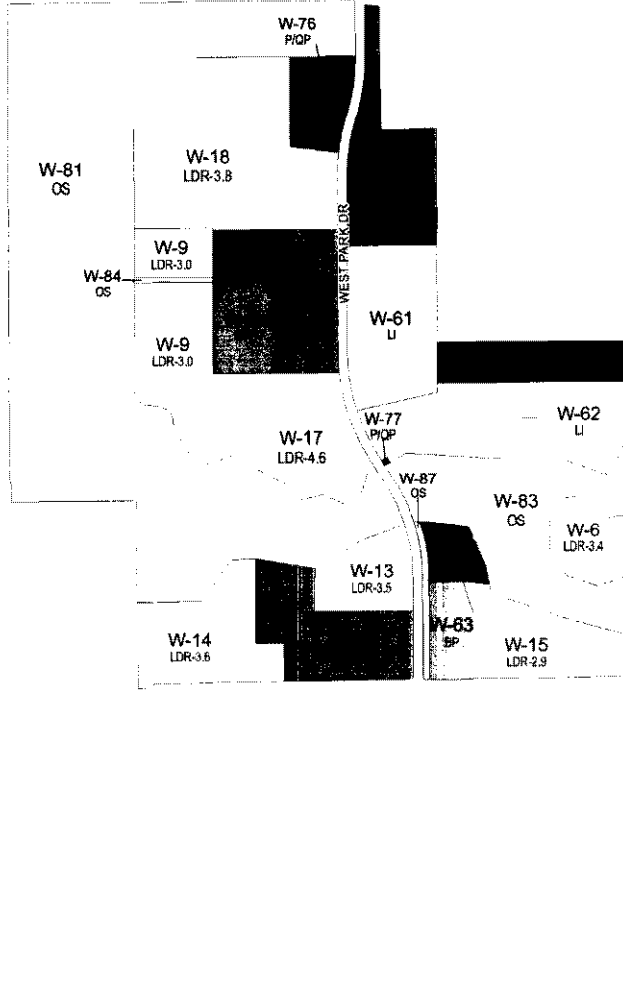 W-76
P/QP
W-81
OS
W-18
LDR-3.8
WEST PARK DR
W-9
LDR-3.0
W-84
OS
W-61
LI
W-9
LDR-3.0
W-77
P/QP
W-62
LI
W-17
LDR-4.6
W-87
OS
W-83
OS
W-6
LDR-3.4
W-13
LDR-3.5
W-14
LDR-3.6
W-63
BP
W-15
LDR-2.9